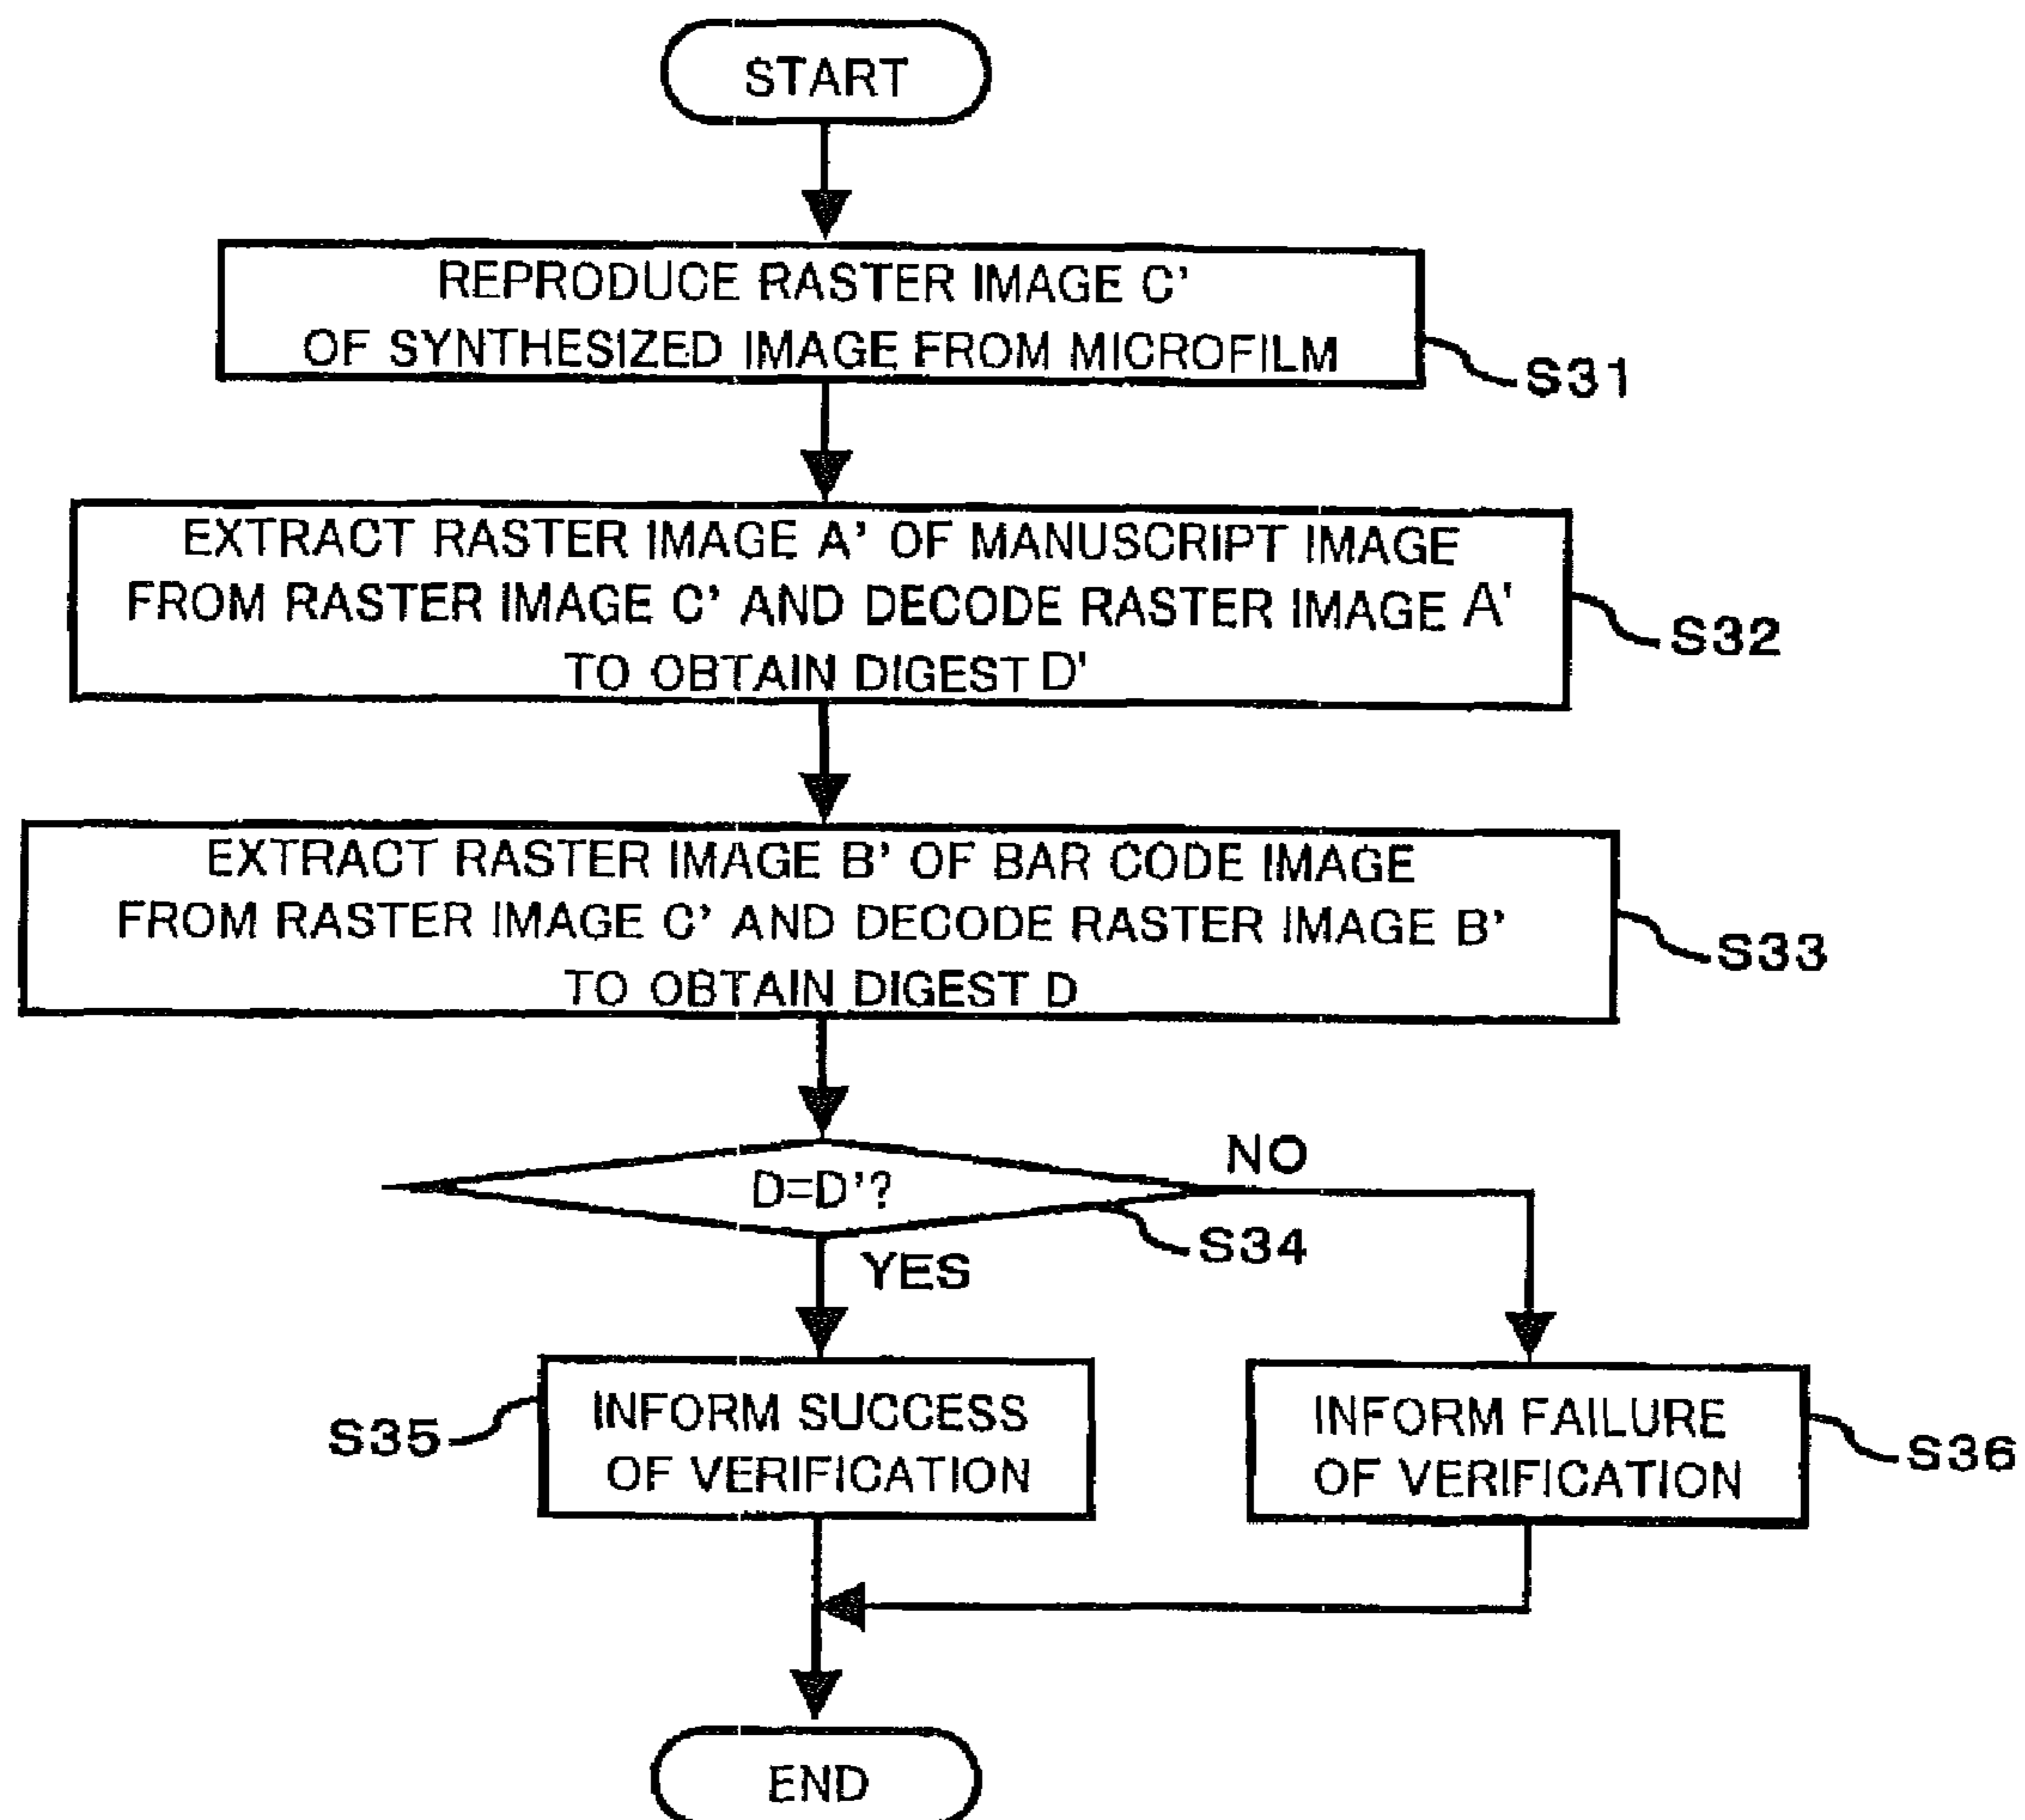 START
REPRODUCE RASTER IMAGE C'
OF SYNTHESIZED IMAGE FROM MICROFILM
S31
EXTRACT RASTER IMAGE A' OF MANUSCRIPT IMAGE
FROM RASTER IMAGE C' AND DECODE RASTER IMAGE A'
TO OBTAIN DIGEST D'
S32
EXTRACT RASTER IMAGE B' OF BAR CODE IMAGE
FROM RASTER IMAGE C' AND DECODE RASTER IMAGE B'
TO OBTAIN DIGEST D
S33
D=D'?
NO
S34
YES
INFORM SUCCESS
OF VERIFICATION
S35
INFORM FAILURE
OF VERIFICATION
S36
END